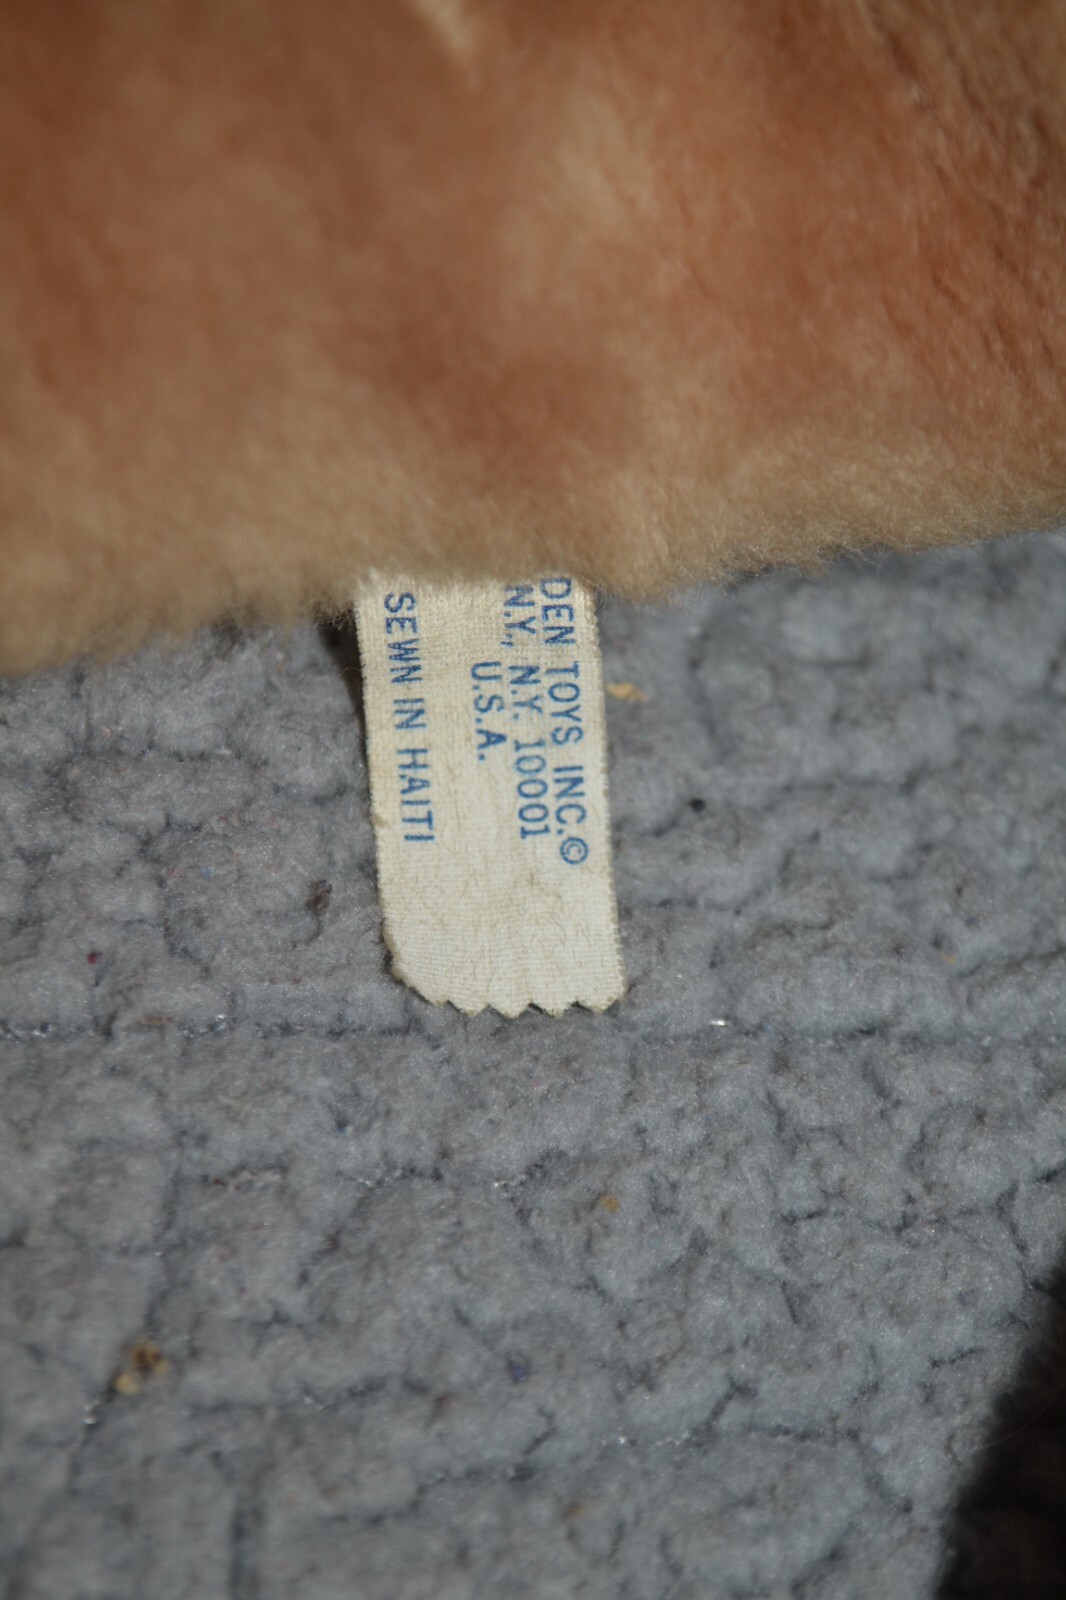 DEN TOYS INC.©
N.Y., N.Y. 10001
U.S.A.
SEWN IN HAITI